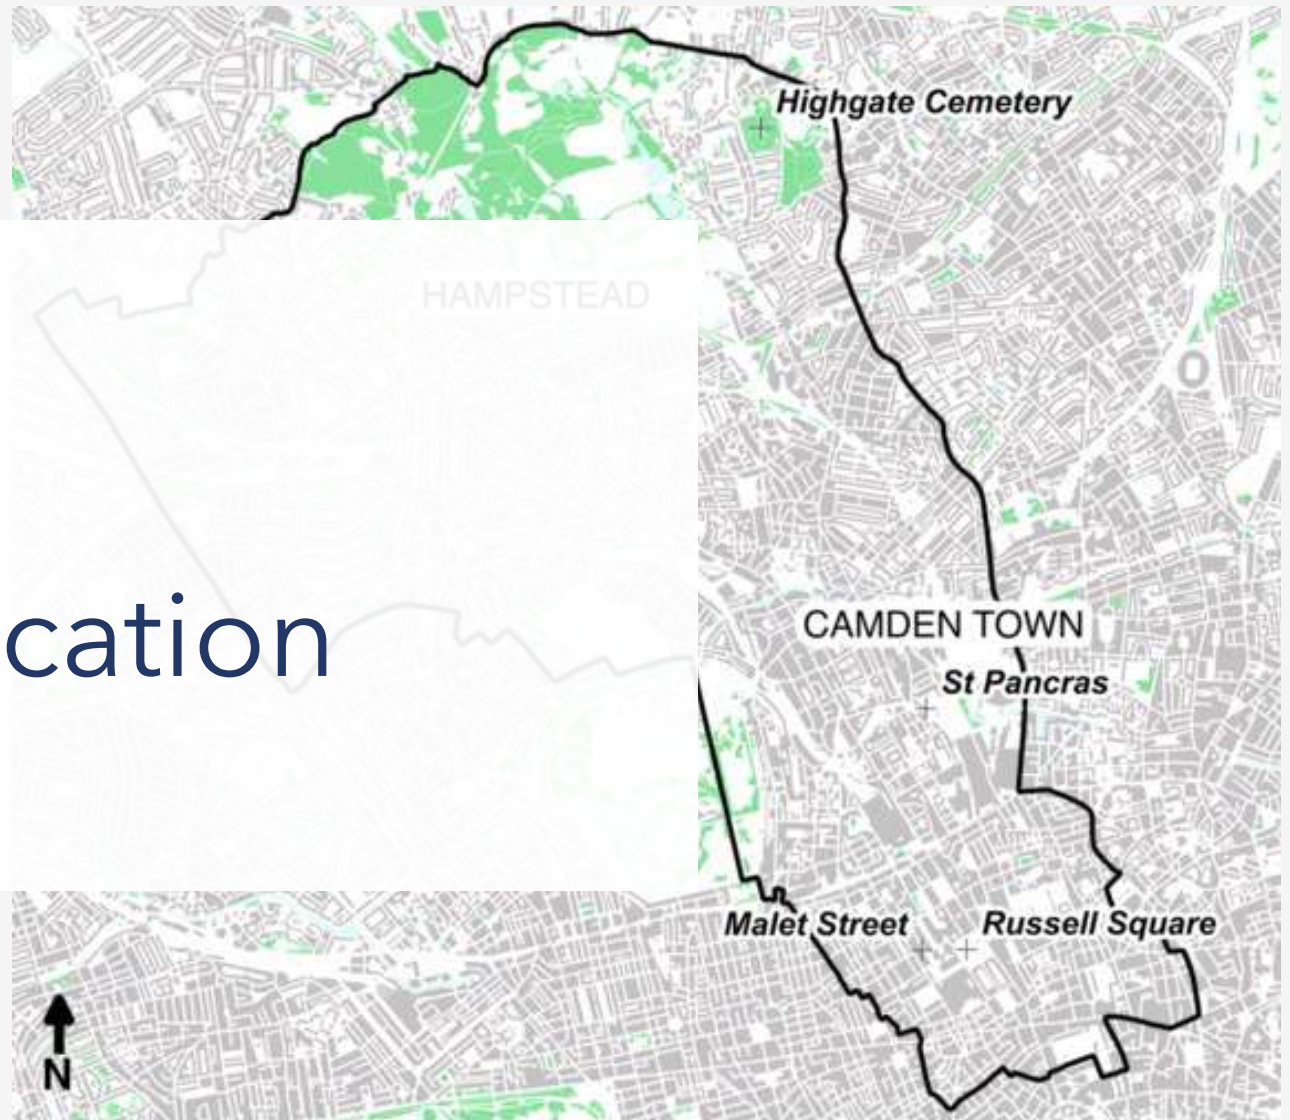 Highgate Cemetery
HAMPSTEAD
cation
CAMDEN TOWN
St Pancras
Malet Street
Russell Square
N